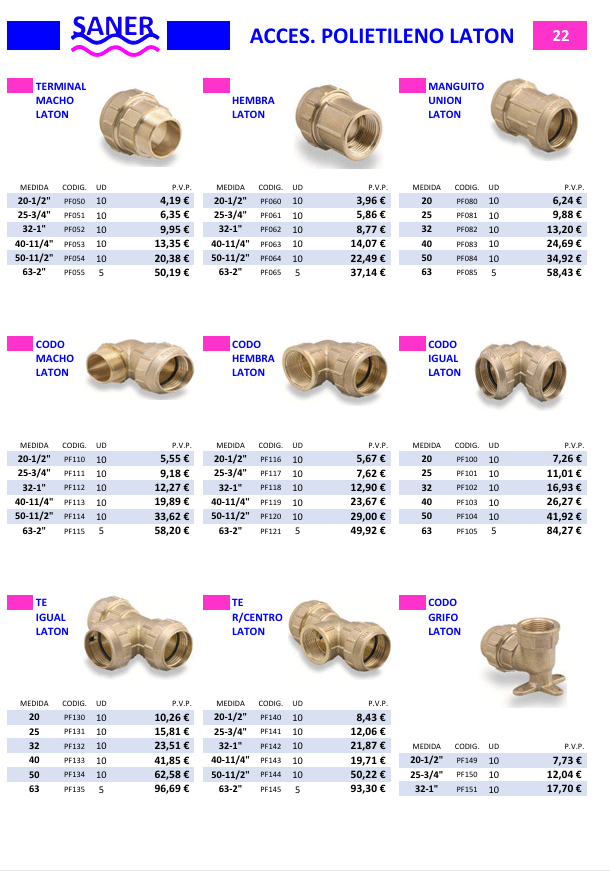 SANER
ACCES. POLIETILENO LATON
22
TERMINAL
MACHO
LATON
MEDIDA CODIG. UD P.V.P.
20-1/2" PF050 10 4,19 €
25-3/4" PF051 10 6,35 €
32-1" PF052 10 9,95 €
40-11/4" PF053 10 13,35 €
50-11/2" PF054 10 20,38 €
63-2" PF055 5 50,19 €
HEMBRA
LATON
MEDIDA CODIG. UD P.V.P.
20-1/2" PF060 10 3,96 €
25-3/4" PF061 10 5,86 €
32-1" PF062 10 8,77 €
40-11/4" PF063 10 14,07 €
50-11/2" PF064 10 22,49 €
63-2" PF065 5 37,14 €
MANGUITO
UNION
LATON
MEDIDA CODIG. UD P.V.P.
20 PF080 10 6,24 €
25 PF081 10 9,88 €
32 PF082 10 13,20 €
40 PF083 10 24,69 €
50 PF084 10 34,92 €
63 PF085 5 58,43 €
CODO
MACHO
LATON
MEDIDA CODIG. UD P.V.P.
20-1/2" PF110 10 5,55 €
25-3/4" PF111 10 9,18 €
32-1" PF112 10 12,27 €
40-11/4" PF113 10 19,89 €
50-11/2" PF114 10 33,62 €
63-2" PF115 5 58,20 €
CODO
HEMBRA
LATON
MEDIDA CODIG. UD P.V.P.
20-1/2" PF116 10 5,67 €
25-3/4" PF117 10 7,62 €
32-1" PF118 10 12,90 €
40-11/4" PF119 10 23,67 €
50-11/2" PF120 10 29,00 €
63-2" PF121 5 49,92 €
CODO
IGUAL
LATON
MEDIDA CODIG. UD P.V.P.
20 PF100 10 7,26 €
25 PF101 10 11,01 €
32 PF102 10 16,93 €
40 PF103 10 26,27 €
50 PF104 10 41,92 €
63 PF105 5 84,27 €
TE
IGUAL
LATON
MEDIDA CODIG. UD P.V.P.
20 PF130 10 10,26 €
25 PF131 10 15,81 €
32 PF132 10 23,51 €
40 PF133 10 41,85 €
50 PF134 10 62,58 €
63 PF135 5 96,69 €
TE
R/CENTRO
LATON
MEDIDA CODIG. UD P.V.P.
20-1/2" PF140 10 8,43 €
25-3/4" PF141 10 12,06 €
32-1" PF142 10 21,87 €
40-11/4" PF143 10 19,71 €
50-11/2" PF144 10 50,22 €
63-2" PF145 5 93,30 €
CODO
GRIFO
LATON
MEDIDA CODIG. UD P.V.P.
20-1/2" PF149 10 7,73 €
25-3/4" PF150 10 12,04 €
32-1" PF151 10 17,70 €